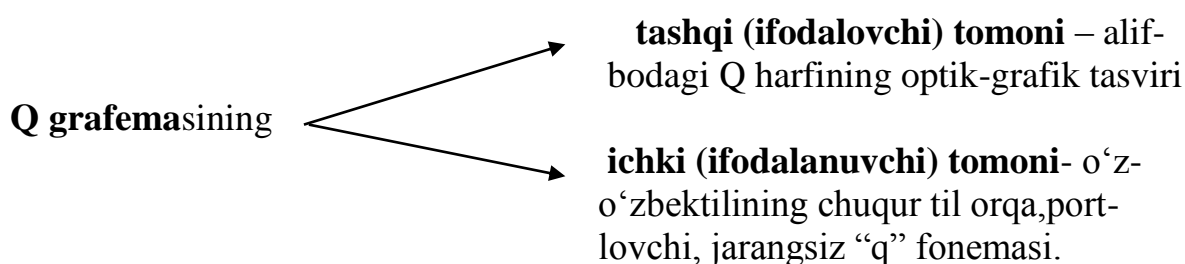 tashqi (ifodalovchi) tomoni – alif-
bodagi Q harfining optik-grafik tasviri
Q grafemasining
ichki (ifodalanuvchi) tomoni- o‘z-
o‘zbektilining chuqur til orqa,port-
lovchi, jarangsiz “q” fonemasi.